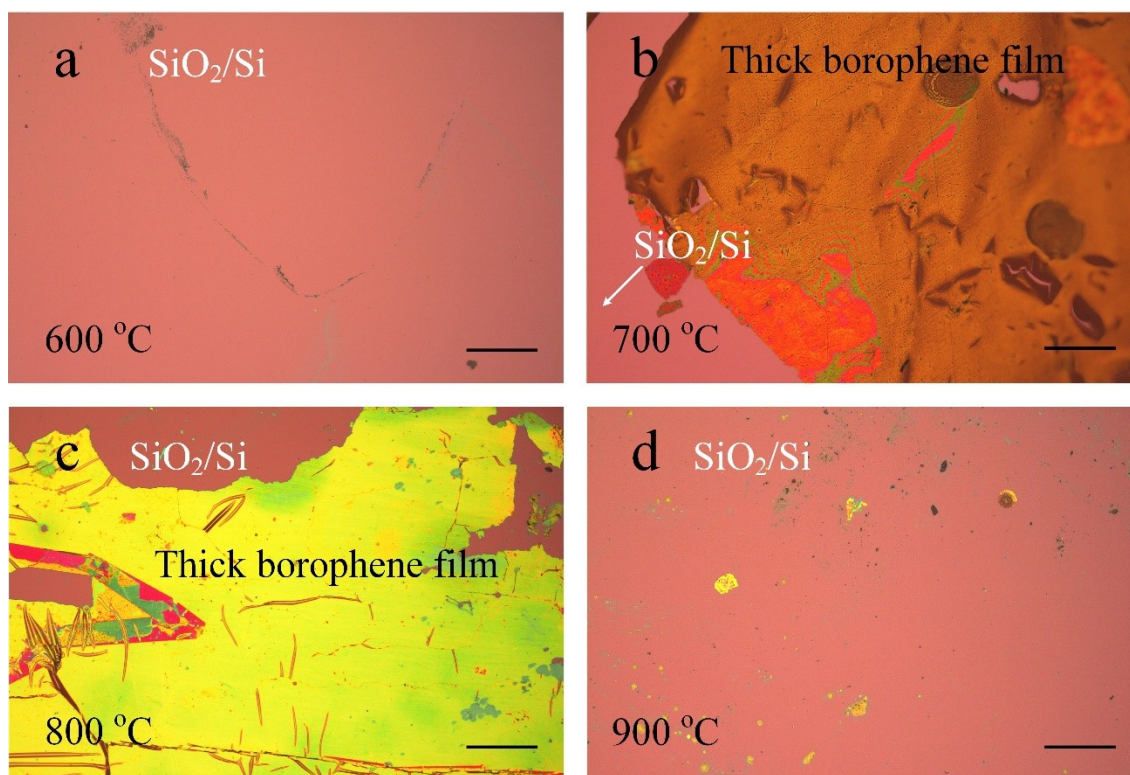 a
SiO₂/Si
600 °C
b
Thick borophene film
SiO₂/Si
700 °C
c
SiO₂/Si
Thick borophene film
800 °C
d
SiO₂/Si
900 °C